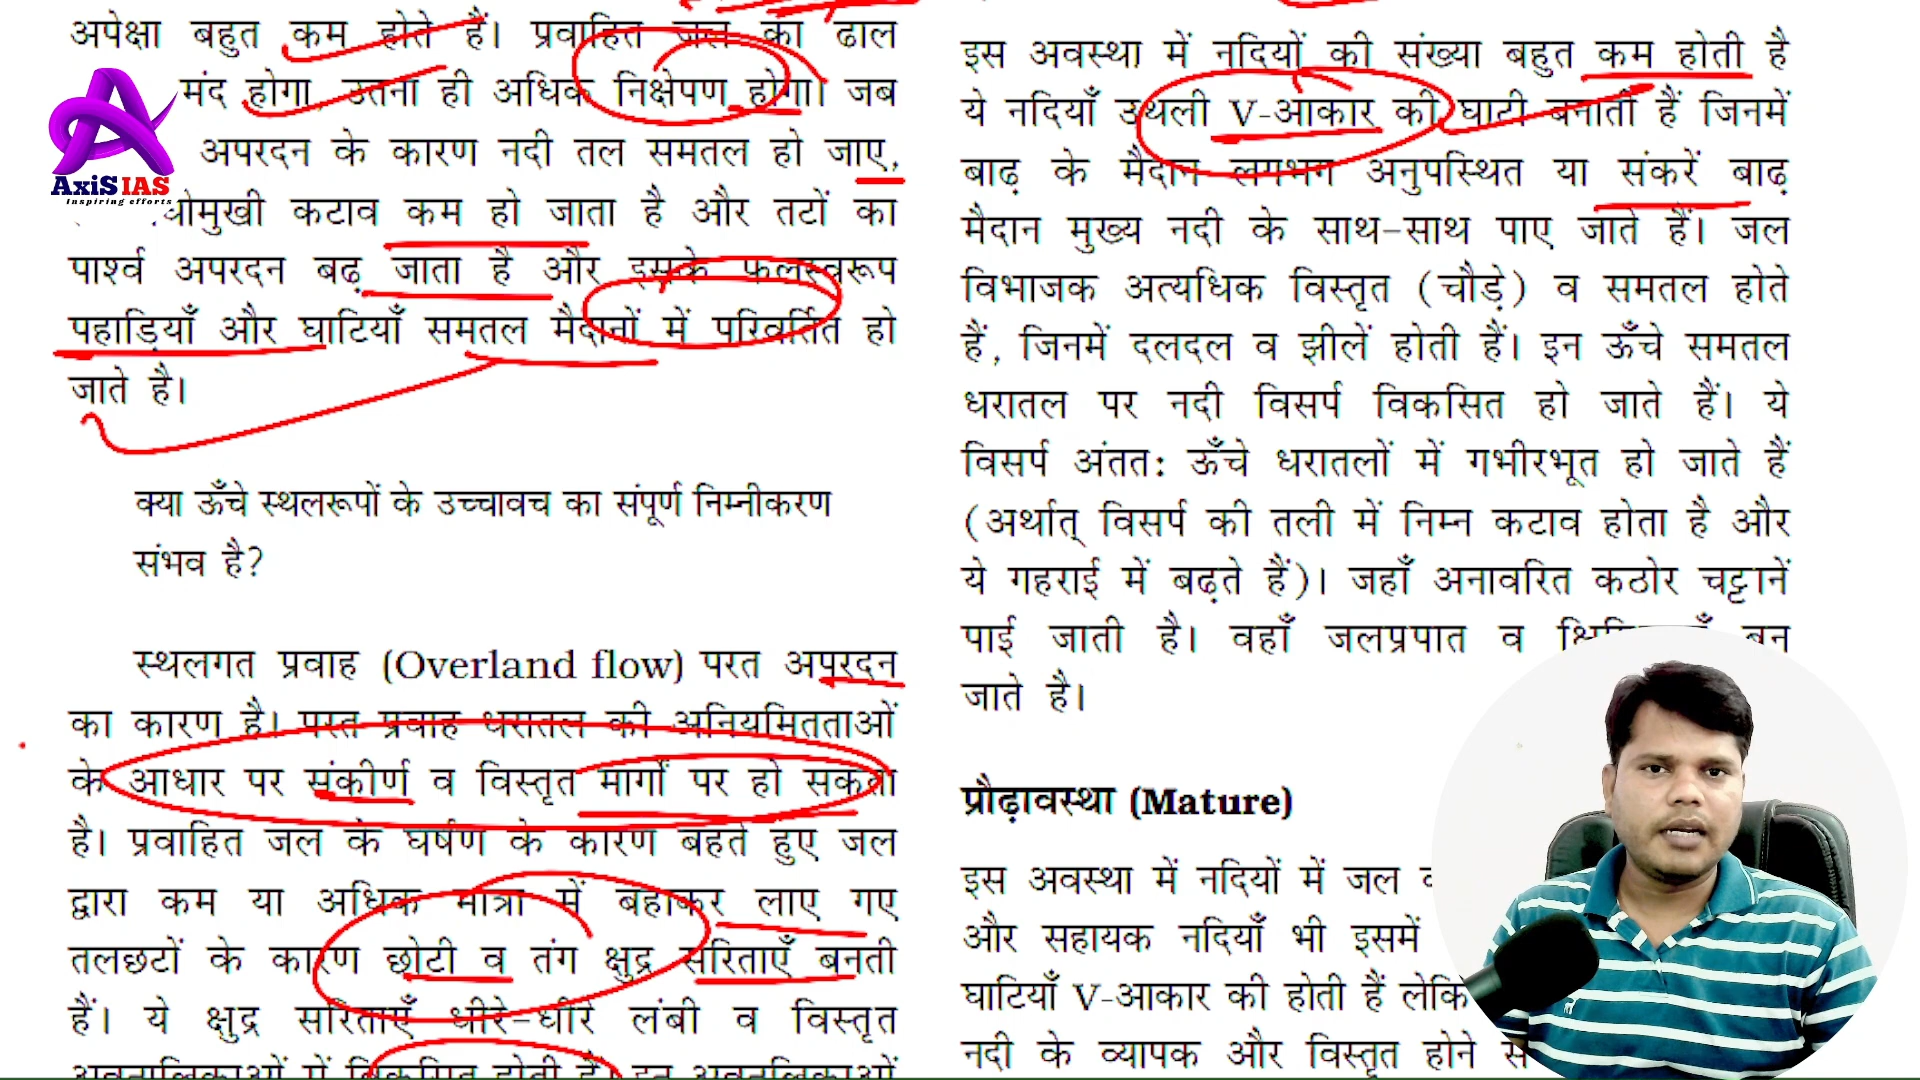 अपेक्षा बहुत कम होते हैं। प्रवाहित जल का ढाल
मंद होगा, उतना ही अधिक निक्षेपण होगा। जब
अपरदन के कारण नदी तल समतल हो जाए,
कटाव कम हो जाता है और तटों का
पार्श्व अपरदन बढ़ जाता है और इसके फलस्वरूप
पहाड़ियाँ और घाटियाँ समतल मैदानों में परिवर्तित हो
जाते है।
क्या ऊँचे स्थलरूपों के उच्चावच का संपूर्ण निम्नीकरण
संभव है?
स्थलगत प्रवाह (Overland flow) परत अपरदन
का कारण है। परत प्रवाह धरातल की अनियमितताओं
के आधार पर संकीर्ण व विस्तृत मार्गों पर हो सकता
है। प्रवाहित जल के घर्षण के कारण बहते हुए जल
द्वारा कम या अधिक मात्रा में बहाकर लाए गए
तलछटों के कारण छोटी व तंग क्षुद्र सरिताएँ बनती
हैं। ये क्षुद्र सरिताएँ धीरे-धीरे लंबी व विस्तृत
अवनालिकाओं में विकसित होती हैं। इन अवनलिकाओं
AxiS IAS
inspiring efforts
इस अवस्था में नदियों की संख्या बहुत कम होती है
ये नदियाँ उथली V-आकार की घाटी बनाती हैं जिनमें
बाढ़ के मैदान लगभग अनुपस्थित या संकरें बाढ़
मैदान मुख्य नदी के साथ-साथ पाए जाते हैं। जल
विभाजक अत्यधिक विस्तृत (चौड़े) व समतल होते
हैं, जिनमें दलदल व झीलें होती हैं। इन ऊँचे समतल
धरातल पर नदी विसर्प विकसित हो जाते हैं। ये
विसर्प अंतत: ऊँचे धरातलों में गभीरभूत हो जाते हैं
(अर्थात् विसर्प की तली में निम्न कटाव होता है और
ये गहराई में बढ़ते हैं)। जहाँ अनावरित कठोर चट्टानें
पाई जाती है। वहाँ जलप्रपात व बन
जाते है।
प्रौढ़ावस्था (Mature)
इस अवस्था में नदियों में जल
और सहायक नदियाँ भी इसमें
घाटियाँ V-आकार की होती हैं
नदी के व्यापक और विस्तृत होने